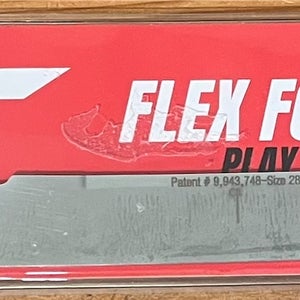 FLEX FO
PLAY
Patent # 9,943,748-Size 28